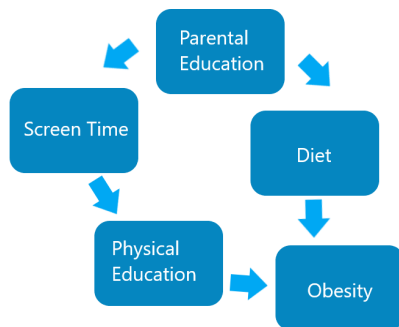 Parental
Education
Screen Time
Diet
Physical
Education
Obesity